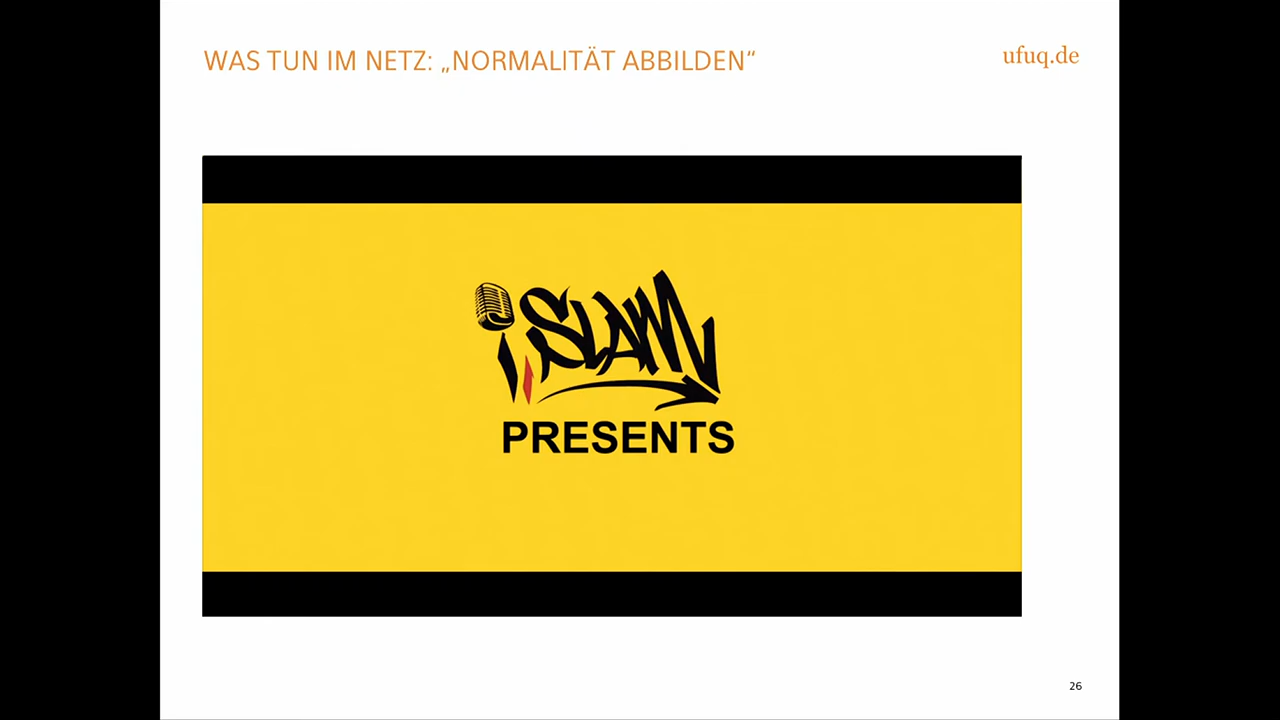 WAS TUN IM NETZ: „NORMALITÄT ABBILDEN“
ufuq.de
i,SLAM
PRESENTS
26